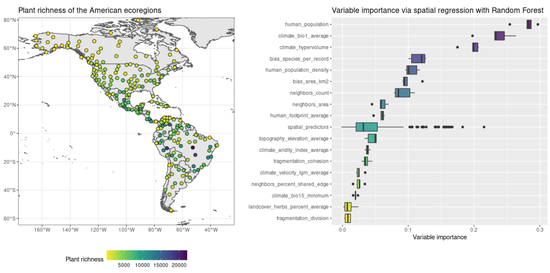 Plant richness of the American ecoregions
80°N
60°N
40°N
20°N
0°
20°S
40°S
60°S
160°W 140°W 120°W 100°W 80°W 60°W 40°W
Plant richness
5000 10000 15000 20000
Variable importance via spatial regression with Random Forest
human_population
climate_bio1_average
climate_hypervolume
bias_species_per_record
human_population_density
bias_area_km2
neighbors_count
neighbors_area
human_footprint_average
spatial_predictors
topography_elevation_average
climate_aridity_index_average
fragmentation_cohesion
climate_velocity_lgm_average
neighbors_percent_shared_edge
climate_bio15_minimum
landcover_herbs_percent_average
fragmentation_division
0.0 0.1 0.2 0.3
Variable importance